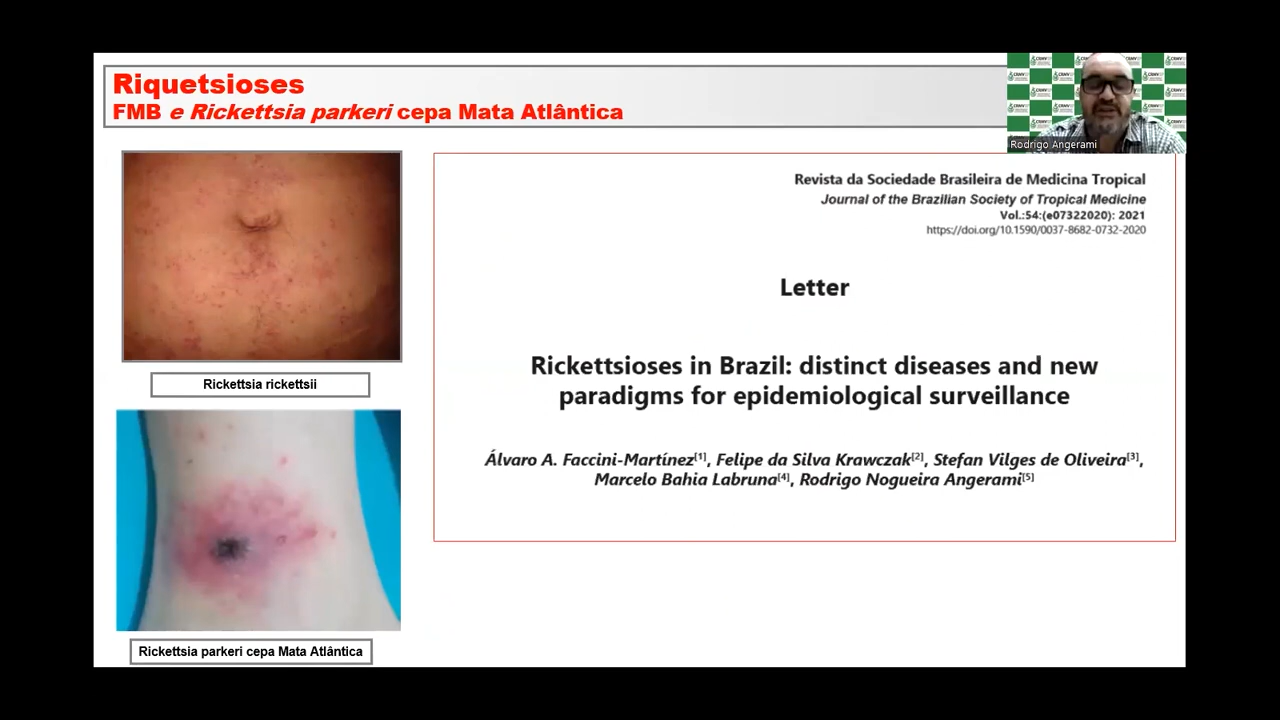 Riquetsioses
FMB e Rickettsia parkeri cepa Mata Atlântica
Rodrigo Angerami
Revista da Sociedade Brasileira de Medicina Tropical
Journal of the Brazilian Society of Tropical Medicine
Vol.:54:(e07322020): 2021
https://doi.org/10.1590/0037-8682-0732-2020
Letter
Rickettsioses in Brazil: distinct diseases and new
paradigms for epidemiological surveillance
Álvaro A. Faccini-Martínez[1], Felipe da Silva Krawczak[2], Stefan Vilges de Oliveira[3],
Marcelo Bahia Labruna[4], Rodrigo Nogueira Angerami[5]
Rickettsia rickettsii
Rickettsia parkeri cepa Mata Atlântica